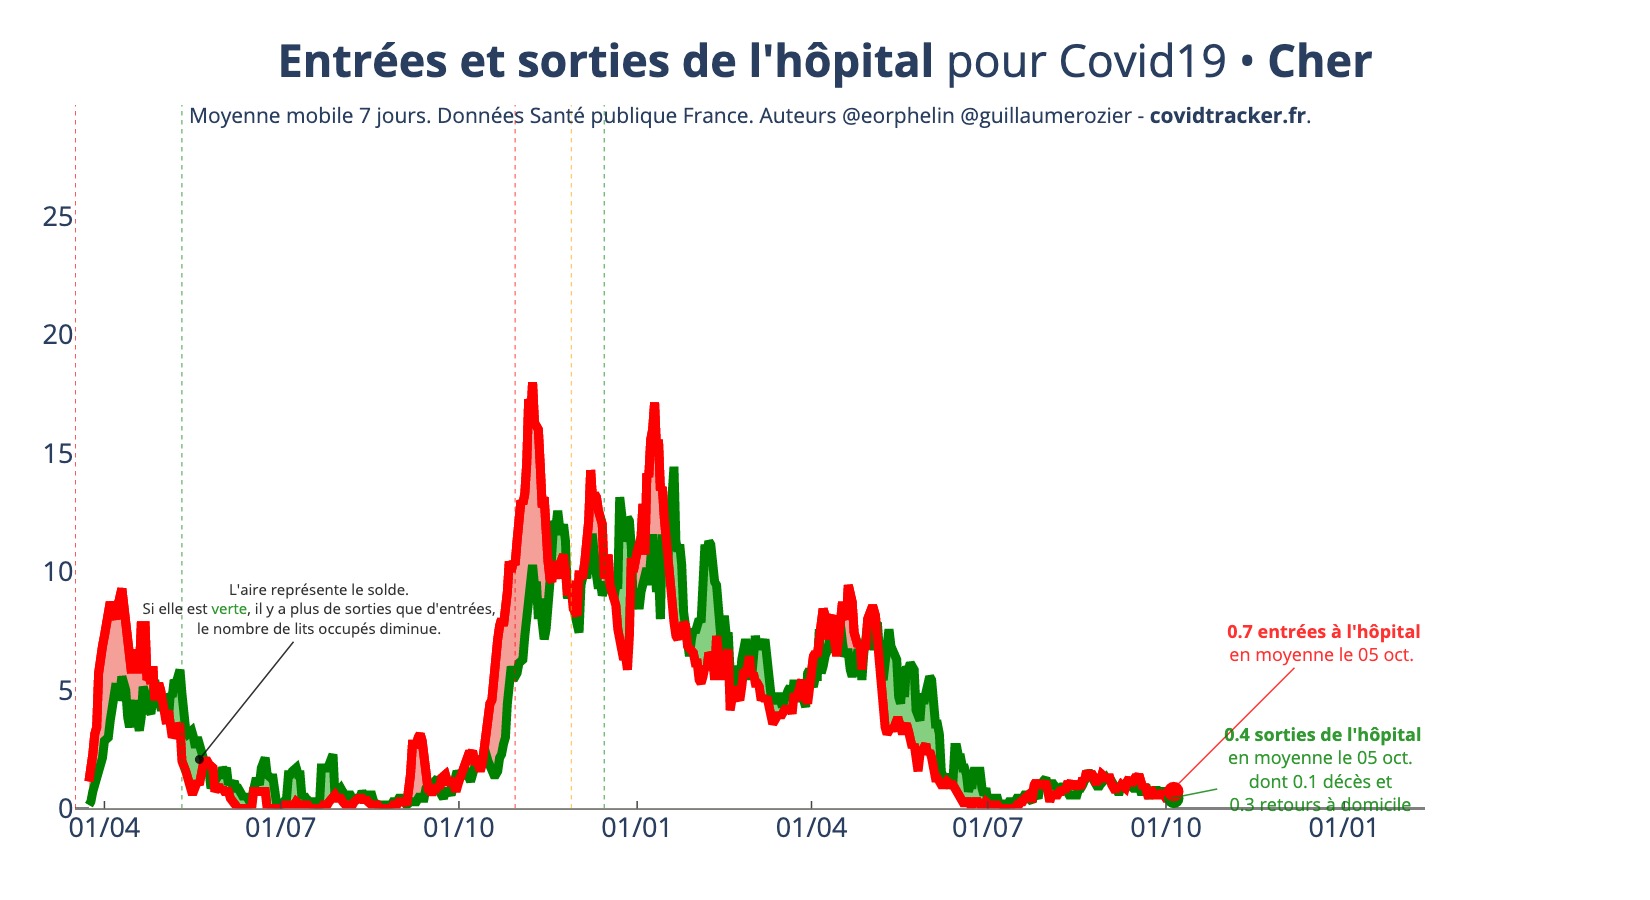 Entrées et sorties de l'hôpital pour Covid19 • Cher
Moyenne mobile 7 jours. Données Santé publique France. Auteurs @eorphelin @guillaumerozier - covidtracker.fr.
25
20
15
10
5
0
L'aire représente le solde.
Si elle est verte, il y a plus de sorties que d'entrées,
le nombre de lits occupés diminue.
0.7 entrées à l'hôpital
en moyenne le 05 oct.
0.4 sorties de l'hôpital
en moyenne le 05 oct.
dont 0.1 décès et
0.3 retours à domicile
01/04 01/07 01/10 01/01 01/04 01/07 01/10 01/01